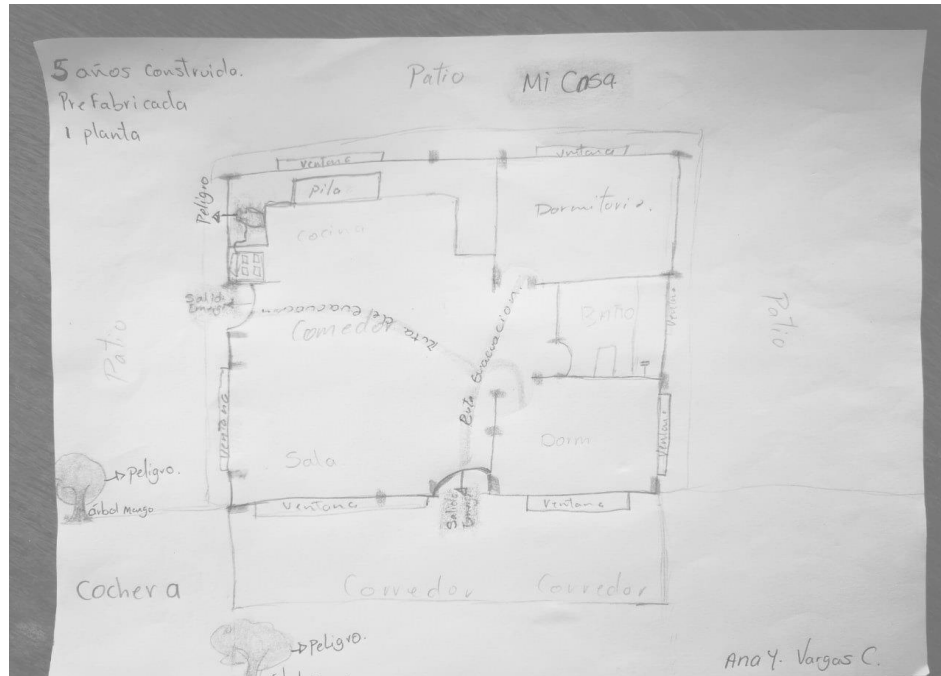 5 años construida.
Prefabricada
1 planta
Patio
Mi Casa
ventana
ventana
Pila
Peligro
Dormitorio.
Cocina
Salida
Emerg
Ruta de evacuacion
Comedor
Ruta Evacuacion
Baño
Ventana
Patio
Patio
Ventana
Sala
Dorm
Ventana
Peligro.
árbol Mango
Ventana
Salida
Emerg
Ventana
Cochera
Corredor
Corredor
Peligro.
Ana Y. Vargas C.